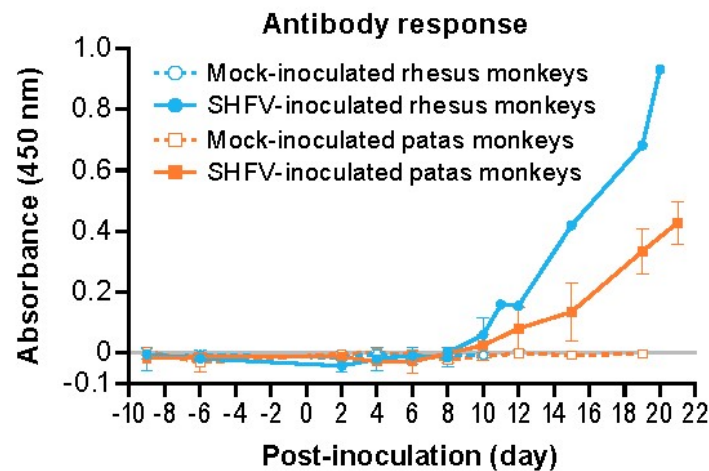 Antibody response
Absorbance (450 nm)
1.0
0.8
0.6
0.4
0.2
0
-0.1
Mock-inoculated rhesus monkeys
SHFV-inoculated rhesus monkeys
Mock-inoculated patas monkeys
SHFV-inoculated patas monkeys
-10 -8 -6 -4 -2 0 2 4 6 8 10 12 14 16 18 20 22
Post-inoculation (day)